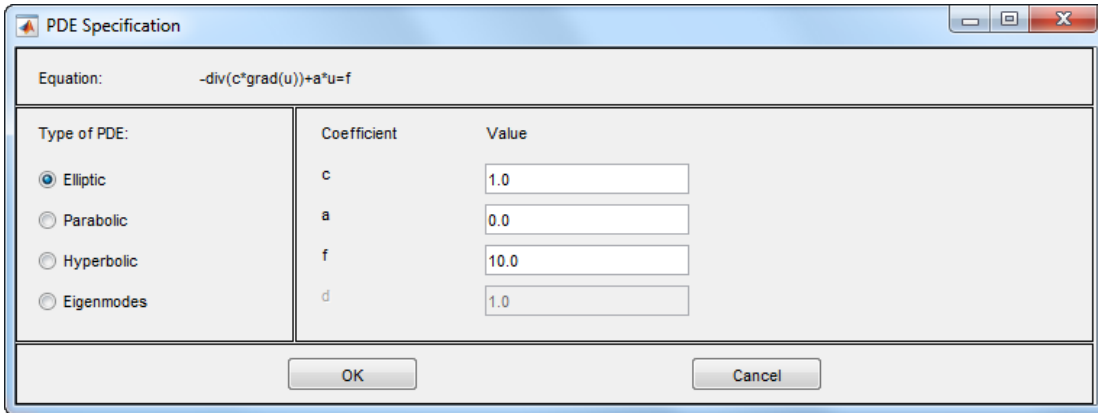 PDE Specification
Equation: -div(c*grad(u))+a*u=f
Type of PDE: Coefficient Value
Elliptic c 1.0
Parabolic a 0.0
Hyperbolic f 10.0
Eigenmodes d 1.0
OK Cancel